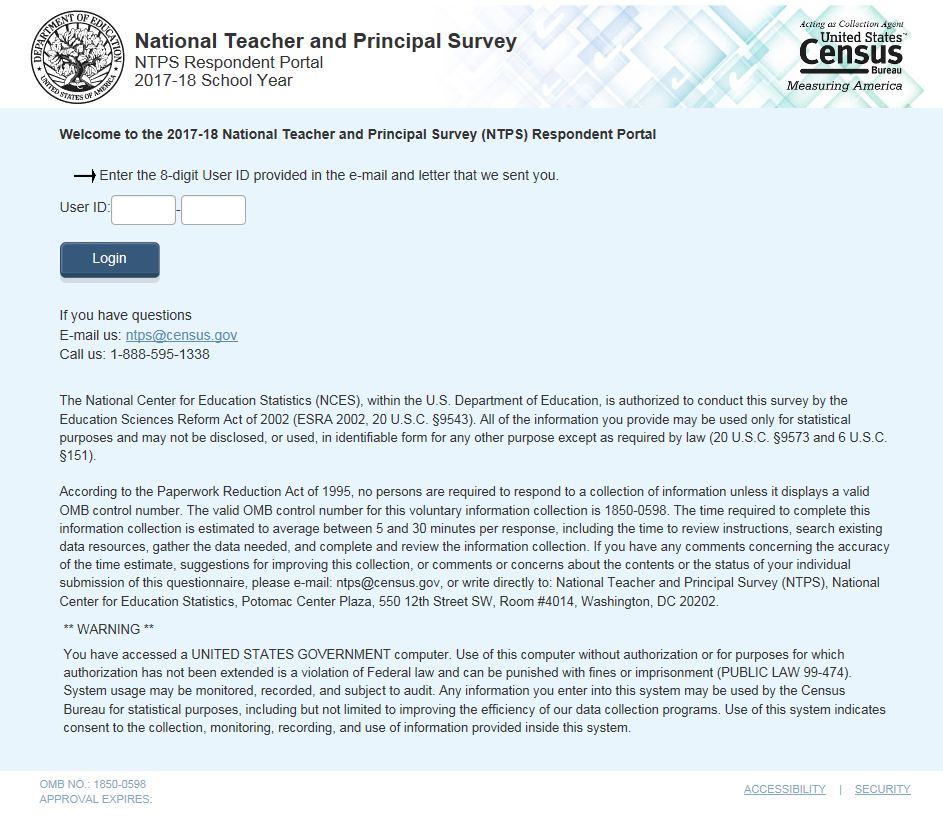 DEPARTMENT OF EDUCATION
UNITED STATES OF AMERICA
National Teacher and Principal Survey
NTPS Respondent Portal
2017-18 School Year
Acting as Collection Agent
United States™
Census
Bureau
Measuring America
Welcome to the 2017-18 National Teacher and Principal Survey (NTPS) Respondent Portal
Enter the 8-digit User ID provided in the e-mail and letter that we sent you.
User ID: -
Login
If you have questions
E-mail us: ntps@census.gov
Call us: 1-888-595-1338
The National Center for Education Statistics (NCES), within the U.S. Department of Education, is authorized to conduct this survey by the
Education Sciences Reform Act of 2002 (ESRA 2002, 20 U.S.C. §9543). All of the information you provide may be used only for statistical
purposes and may not be disclosed, or used, in identifiable form for any other purpose except as required by law (20 U.S.C. §9573 and 6 U.S.C.
§151).
According to the Paperwork Reduction Act of 1995, no persons are required to respond to a collection of information unless it displays a valid
OMB control number. The valid OMB control number for this voluntary information collection is 1850-0598. The time required to complete this
information collection is estimated to average between 5 and 30 minutes per response, including the time to review instructions, search existing
data resources, gather the data needed, and complete and review the information collection. If you have any comments concerning the accuracy
of the time estimate, suggestions for improving this collection, or comments or concerns about the contents or the status of your individual
submission of this questionnaire, please e-mail: ntps@census.gov, or write directly to: National Teacher and Principal Survey (NTPS), National
Center for Education Statistics, Potomac Center Plaza, 550 12th Street SW, Room #4014, Washington, DC 20202.
** WARNING **
You have accessed a UNITED STATES GOVERNMENT computer. Use of this computer without authorization or for purposes for which
authorization has not been extended is a violation of Federal law and can be punished with fines or imprisonment (PUBLIC LAW 99-474).
System usage may be monitored, recorded, and subject to audit. Any information you enter into this system may be used by the Census
Bureau for statistical purposes, including but not limited to improving the efficiency of our data collection programs. Use of this system indicates
consent to the collection, monitoring, recording, and use of information provided inside this system.
OMB NO.: 1850-0598
APPROVAL EXPIRES:
ACCESSIBILITY | SECURITY